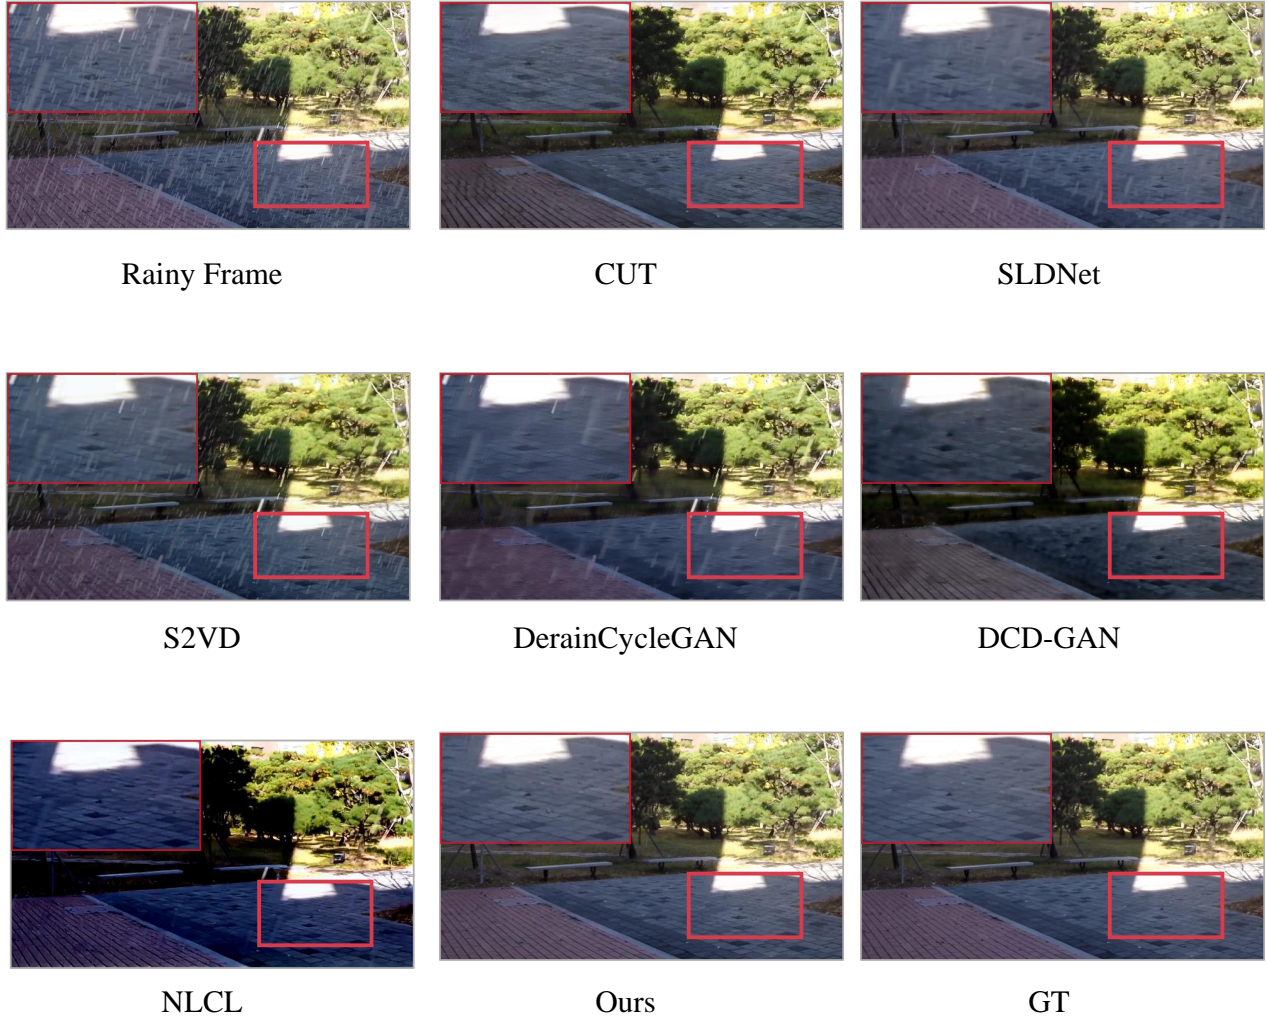 Rainy Frame
CUT
SLDNet
S2VD
DerainCycleGAN
DCD-GAN
NLCL
Ours
GT